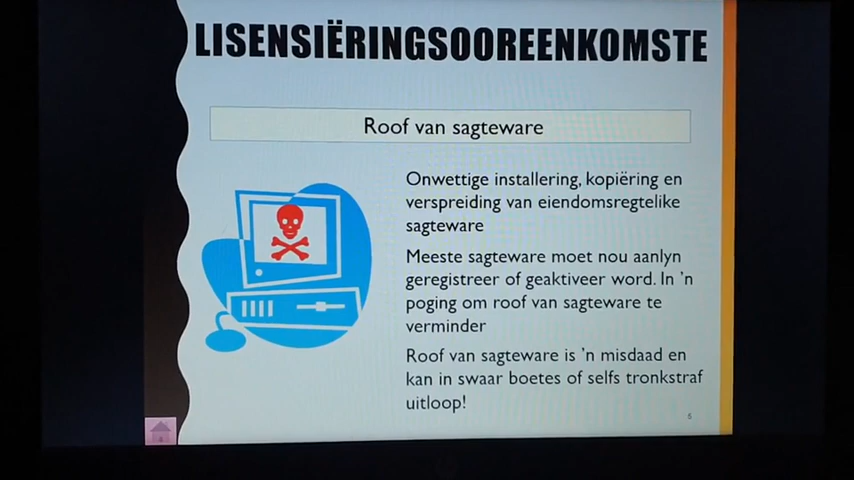 LISENSIËRINGSOOREENKOMSTE
Roof van sagteware
Onwettige installering, kopiëring en
verspreiding van eiendomsregtelike
sagteware
Meeste sagteware moet nou aanlyn
geregistreer of geaktiveer word. In 'n
poging om roof van sagteware te
verminder
Roof van sagteware is 'n misdaad en
kan in swaar boetes of selfs tronkstraf
uitloop!
5